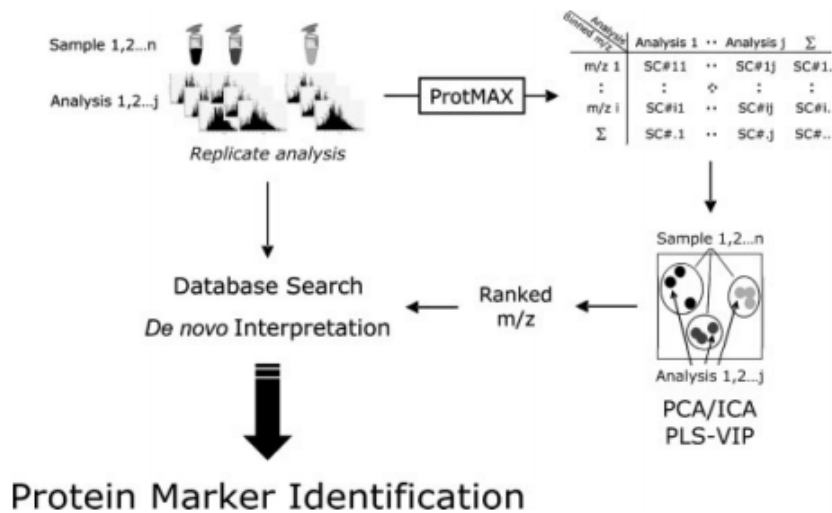 Sample 1,2...n
Analysis 1,2...j
Replicate analysis
ProtMAX
Analysis
Binned m/z
Analysis 1 ·· Analysis j Σ
m/z 1 SC#11 ·· SC#1j SC#1.
: : : :
m/z i SC#i1 ·· SC#ij SC#i.
Σ SC#.1 ·· SC#.j SC#..
Sample 1,2...n
Analysis 1,2...j
PCA/ICA
PLS-VIP
Ranked
m/z
Database Search
De novo Interpretation
Protein Marker Identification